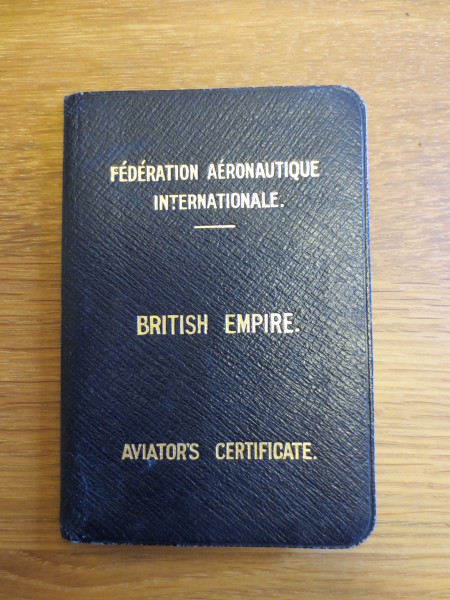 FÉDÉRATION AÉRONAUTIQUE
INTERNATIONALE.
BRITISH EMPIRE.
AVIATOR'S CERTIFICATE.